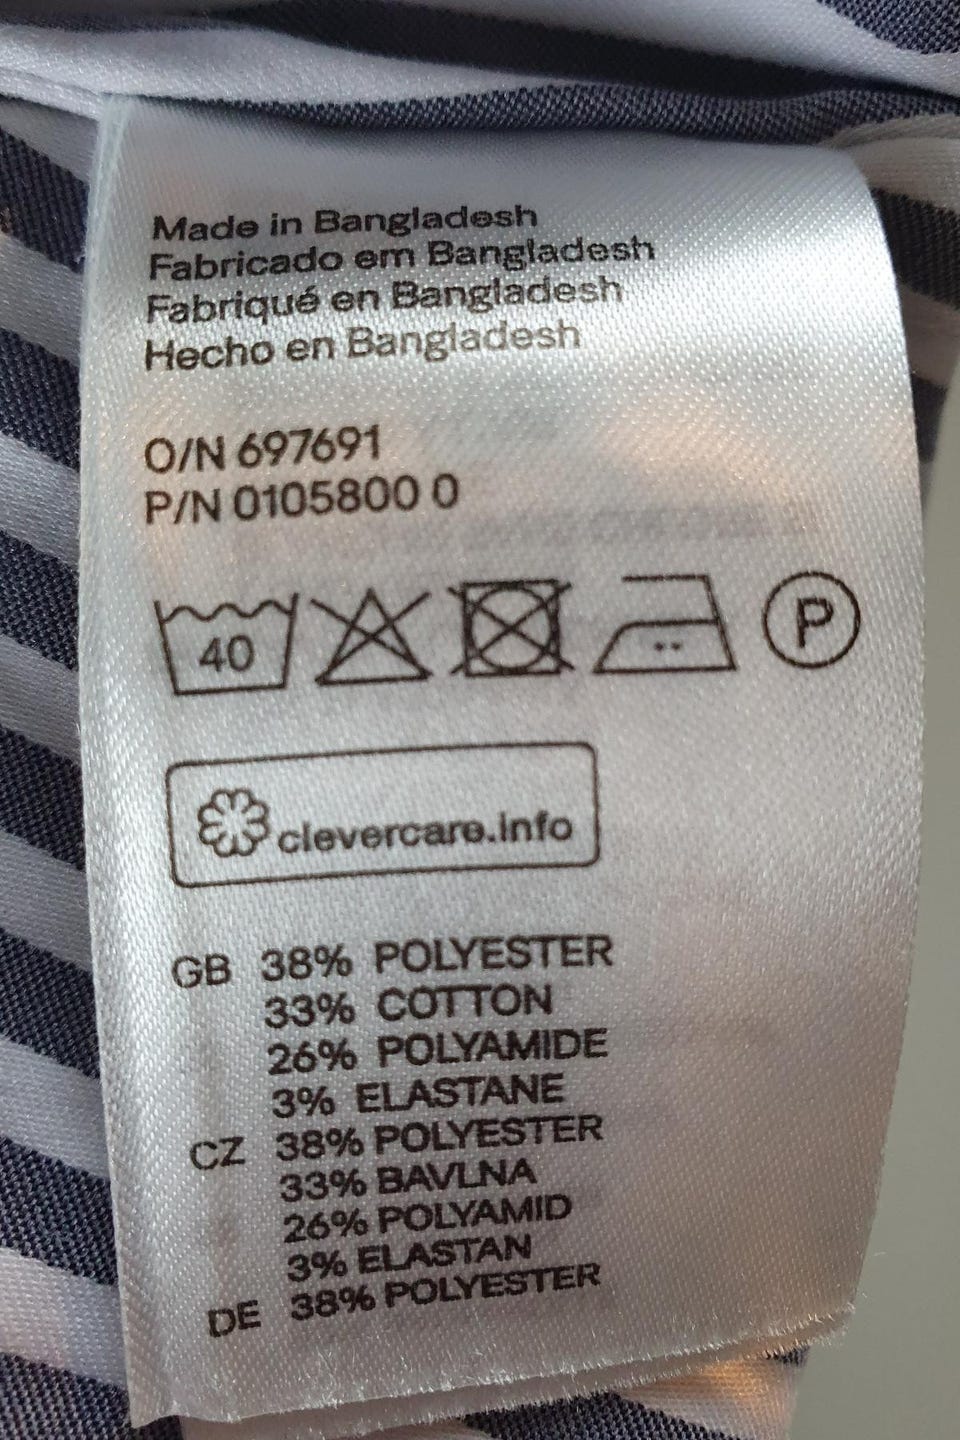 Made in Bangladesh
Fabricado em Bangladesh
Fabriqué en Bangladesh
Hecho en Bangladesh
O/N 697691
P/N 0105800 0
40
P
clevercare.info
GB 38% POLYESTER
33% COTTON
26% POLYAMIDE
3% ELASTANE
CZ 38% POLYESTER
33% BAVLNA
26% POLYAMID
3% ELASTAN
DE 38% POLYESTER